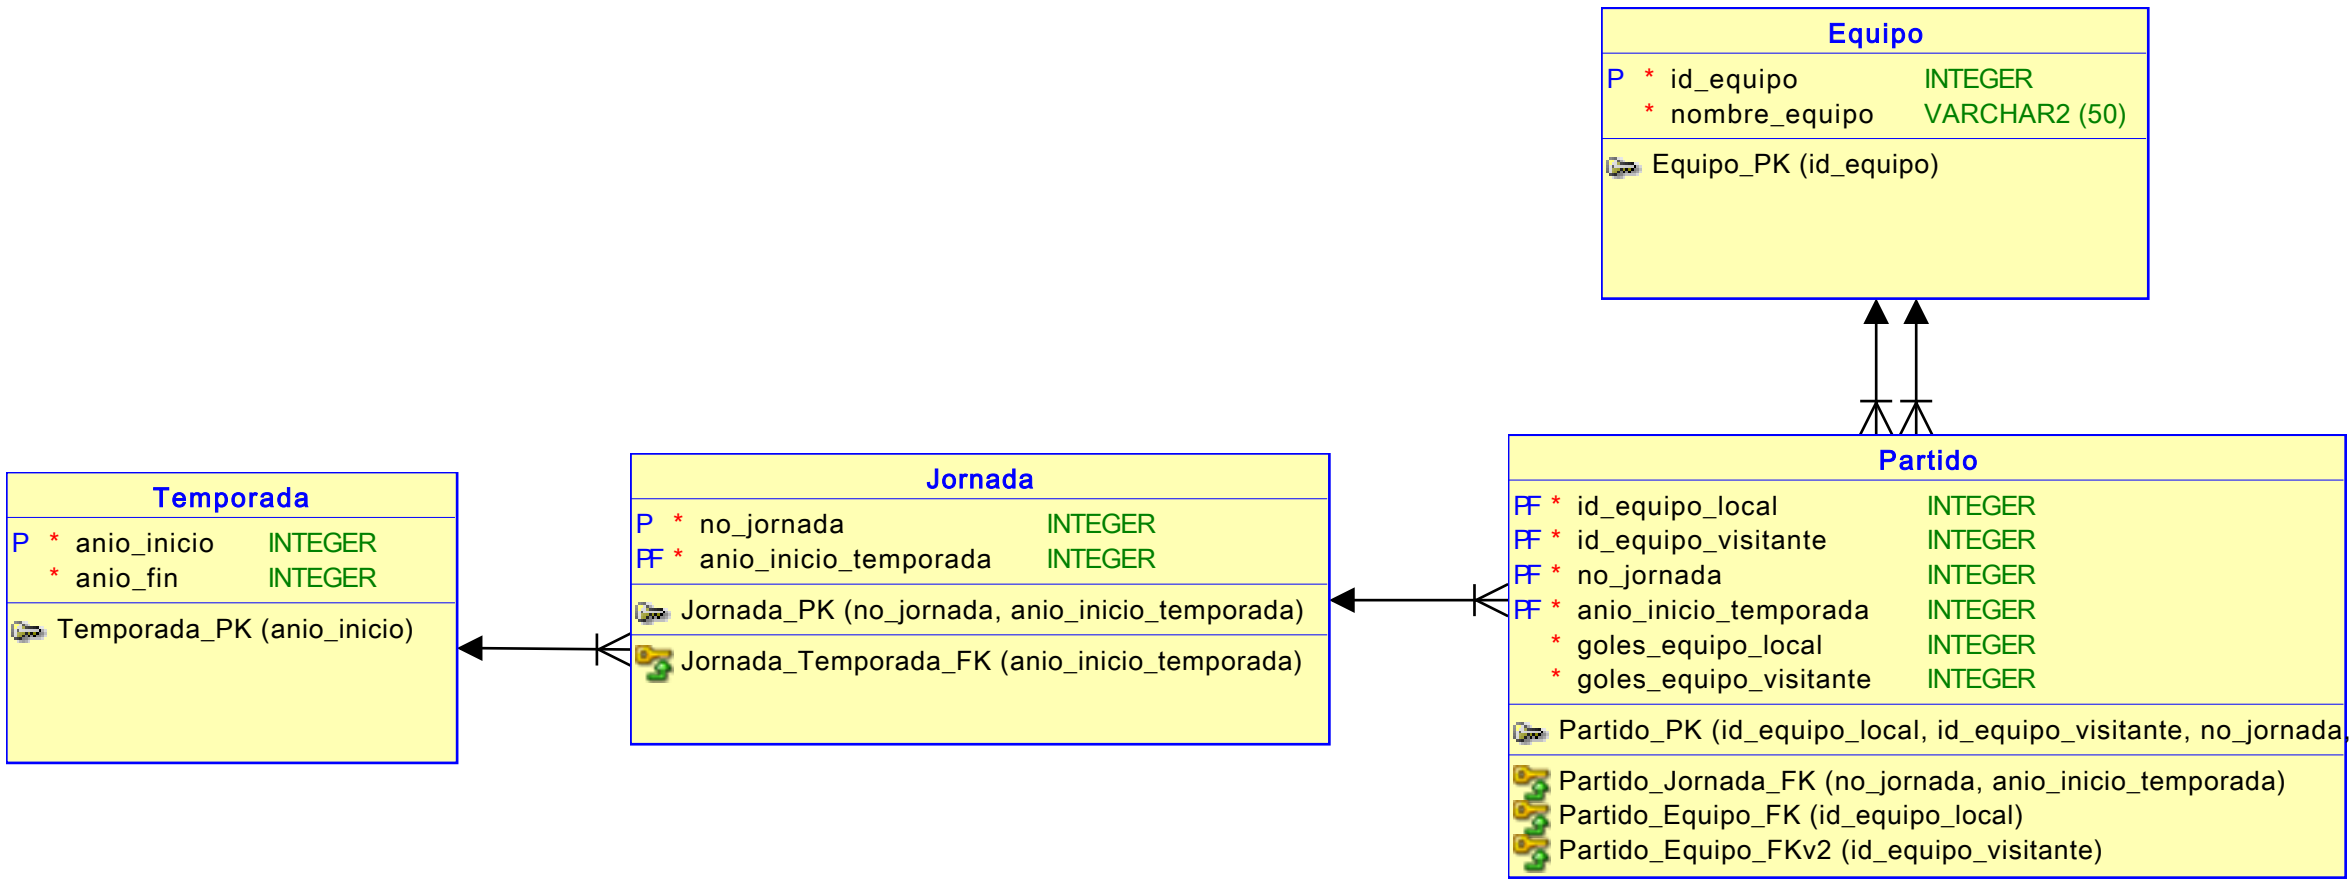 Equipo
P * id_equipo INTEGER
* nombre_equipo VARCHAR2 (50)
Equipo_PK (id_equipo)
Temporada
P * anio_inicio INTEGER
* anio_fin INTEGER
Temporada_PK (anio_inicio)
Jornada
P * no_jornada INTEGER
PF * anio_inicio_temporada INTEGER
Jornada_PK (no_jornada, anio_inicio_temporada)
Jornada_Temporada_FK (anio_inicio_temporada)
Partido
PF * id_equipo_local INTEGER
PF * id_equipo_visitante INTEGER
PF * no_jornada INTEGER
PF * anio_inicio_temporada INTEGER
* goles_equipo_local INTEGER
* goles_equipo_visitante INTEGER
Partido_PK (id_equipo_local, id_equipo_visitante, no_jornada,
Partido_Jornada_FK (no_jornada, anio_inicio_temporada)
Partido_Equipo_FK (id_equipo_local)
Partido_Equipo_FKv2 (id_equipo_visitante)